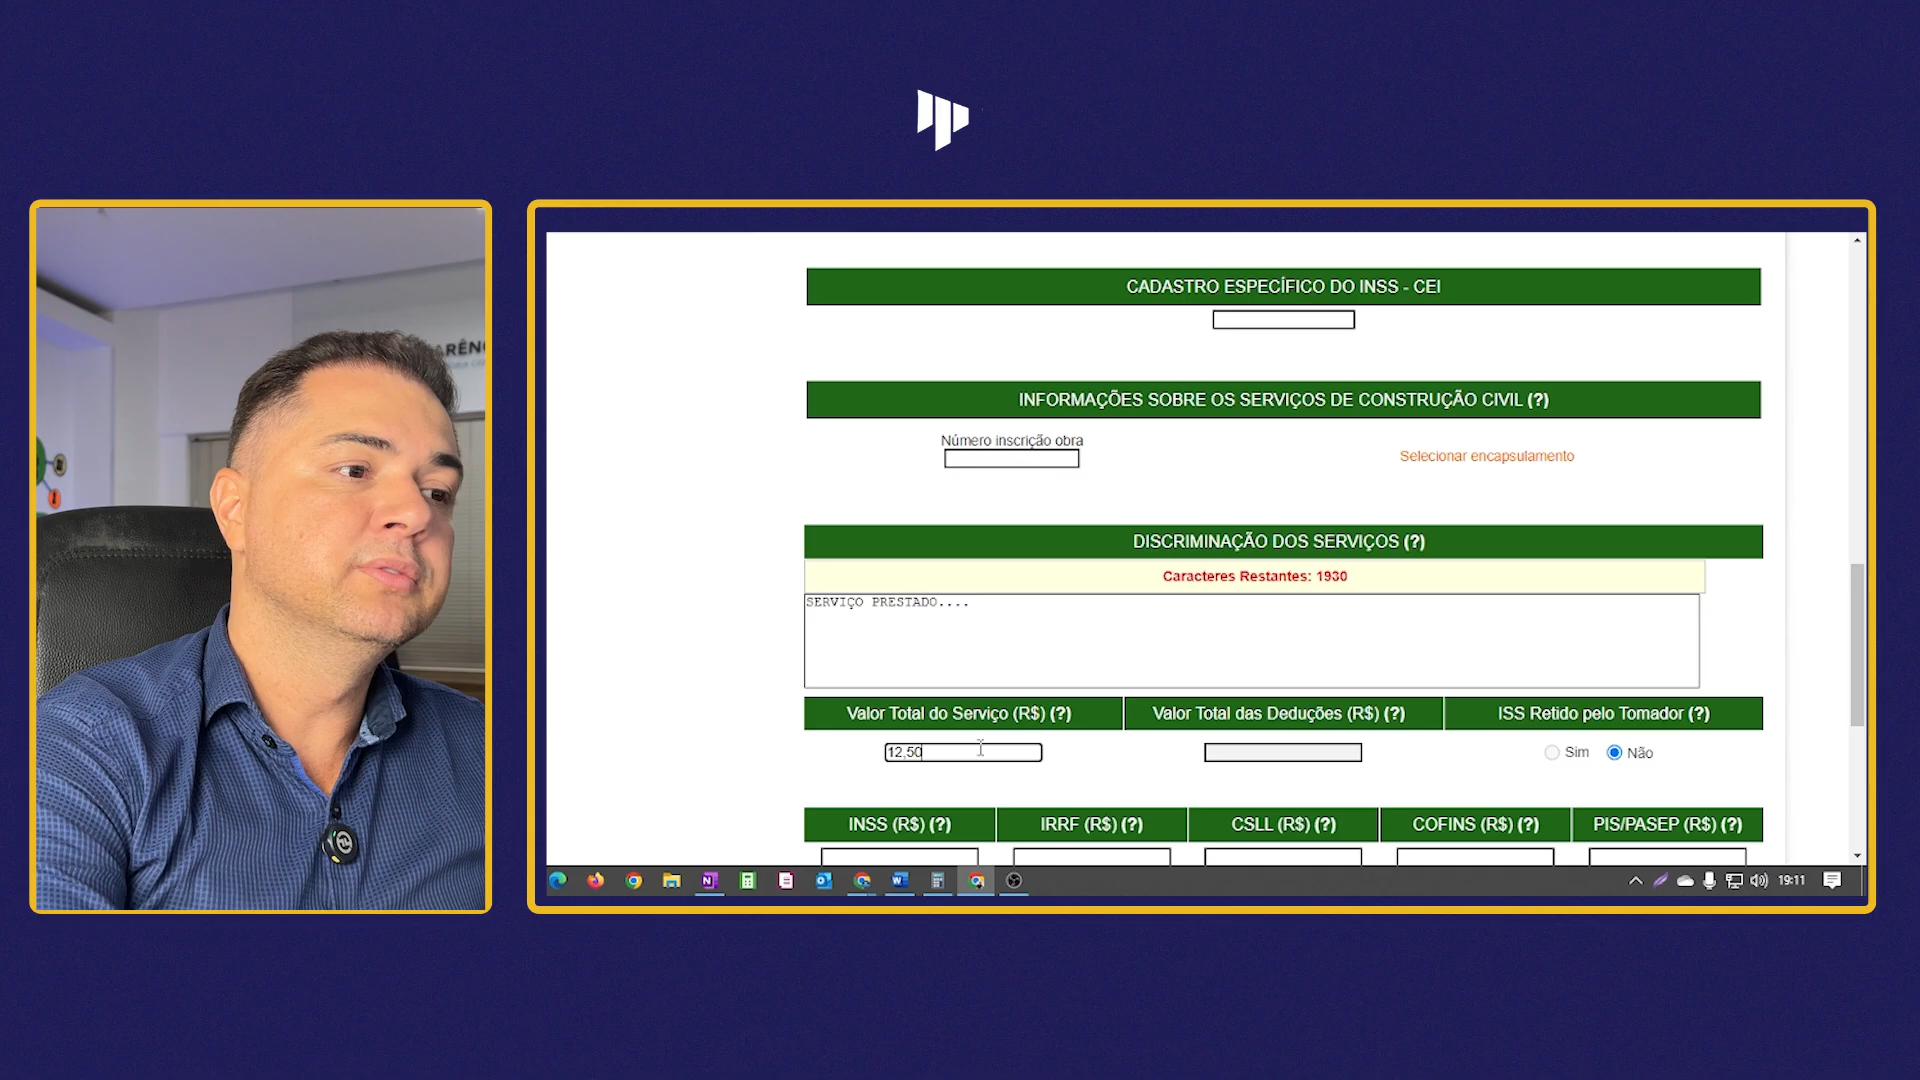 CADASTRO ESPECÍFICO DO INSS - CEI
INFORMAÇÕES SOBRE OS SERVIÇOS DE CONSTRUÇÃO CIVIL (?)
Número inscrição obra
Selecionar encapsulamento
DISCRIMINAÇÃO DOS SERVIÇOS (?)
Caracteres Restantes: 1930
SERVIÇO PRESTADO....
Valor Total do Serviço (R$) (?) Valor Total das Deduções (R$) (?) ISS Retido pelo Tomador (?)
12,50 Sim Não
INSS (R$) (?) IRRF (R$) (?) CSLL (R$) (?) COFINS (R$) (?) PIS/PASEP (R$) (?)
19:11